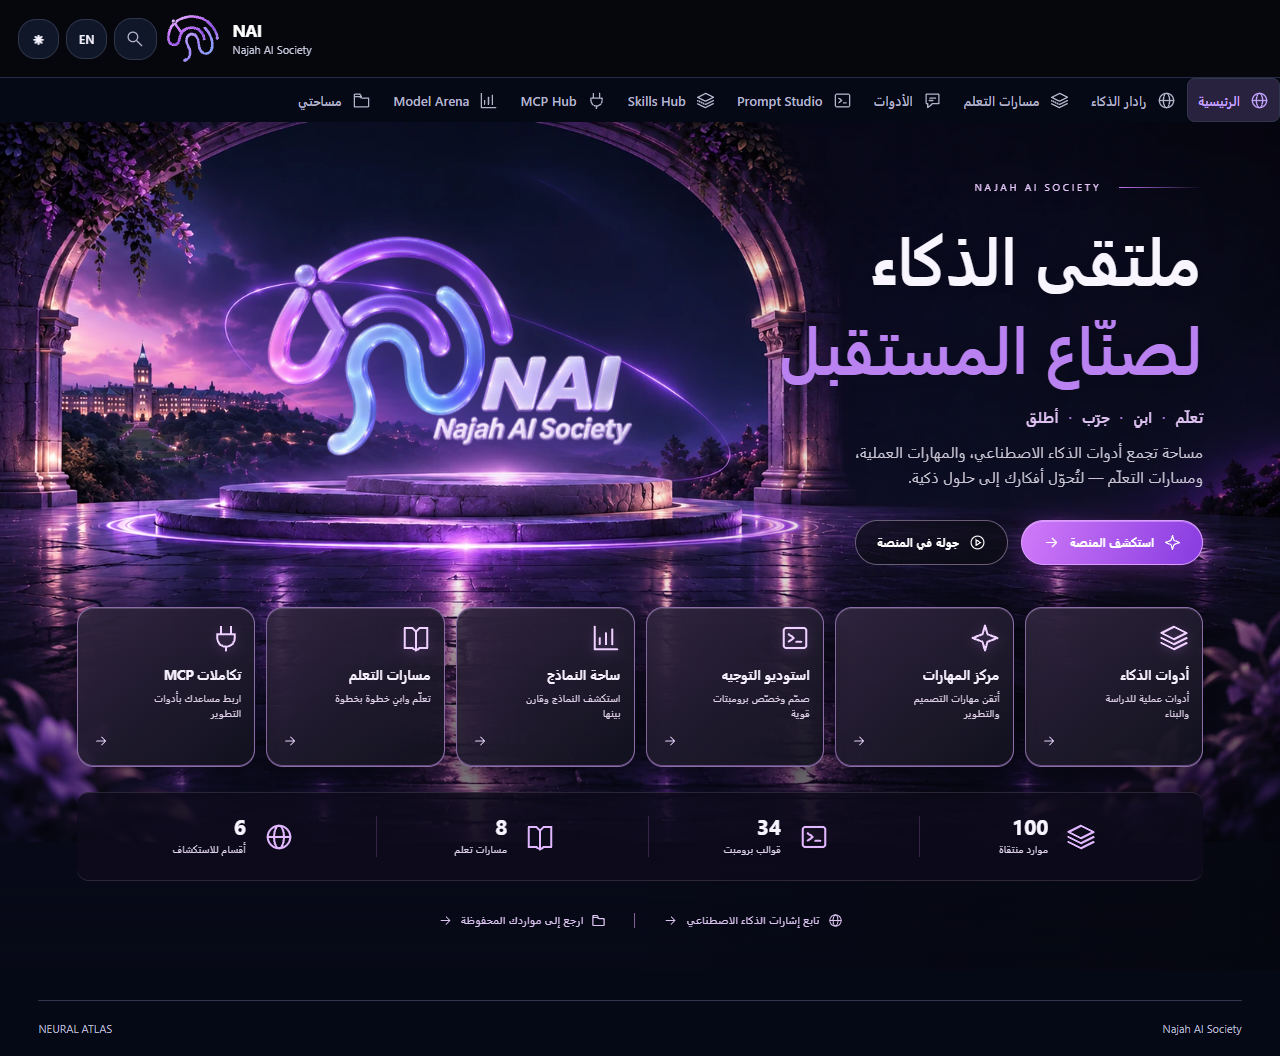 EN
NAI
Najah AI Society
الرئيسية
رادار الذكاء
مسارات التعلم
الأدوات
Prompt Studio
Skills Hub
MCP Hub
Model Arena
مساحتي
NAJAH AI SOCIETY
ملتقى الذكاء
لصنّاع المستقبل
تعلّم · ابنِ · جرّب · أطلق
مساحة تجمع أدوات الذكاء الاصطناعي، والمهارات العملية،
ومسارات التعلّم — لتُحوّل أفكارك إلى حلول ذكية.
استكشف المنصة →
جولة في المنصة
NAI
Najah AI Society
أدوات الذكاء
أدوات عملية للدراسة
والبناء
→
مركز المهارات
أتقن مهارات التصميم
والتطوير
→
استوديو التوجيه
صمّم وخصّص برومبتات
قوية
→
ساحة النماذج
استكشف النماذج وقارن
بينها
→
مسارات التعلم
تعلّم وابنِ خطوة بخطوة
→
تكاملات MCP
اربط مساعدك بأدوات
التطوير
→
100
موارد منتقاة
34
قوالب برومبت
8
مسارات تعلم
6
أقسام للاستكشاف
تابع إشارات الذكاء الاصطناعي →
ارجع إلى مواردك المحفوظة →
Najah AI Society
NEURAL ATLAS